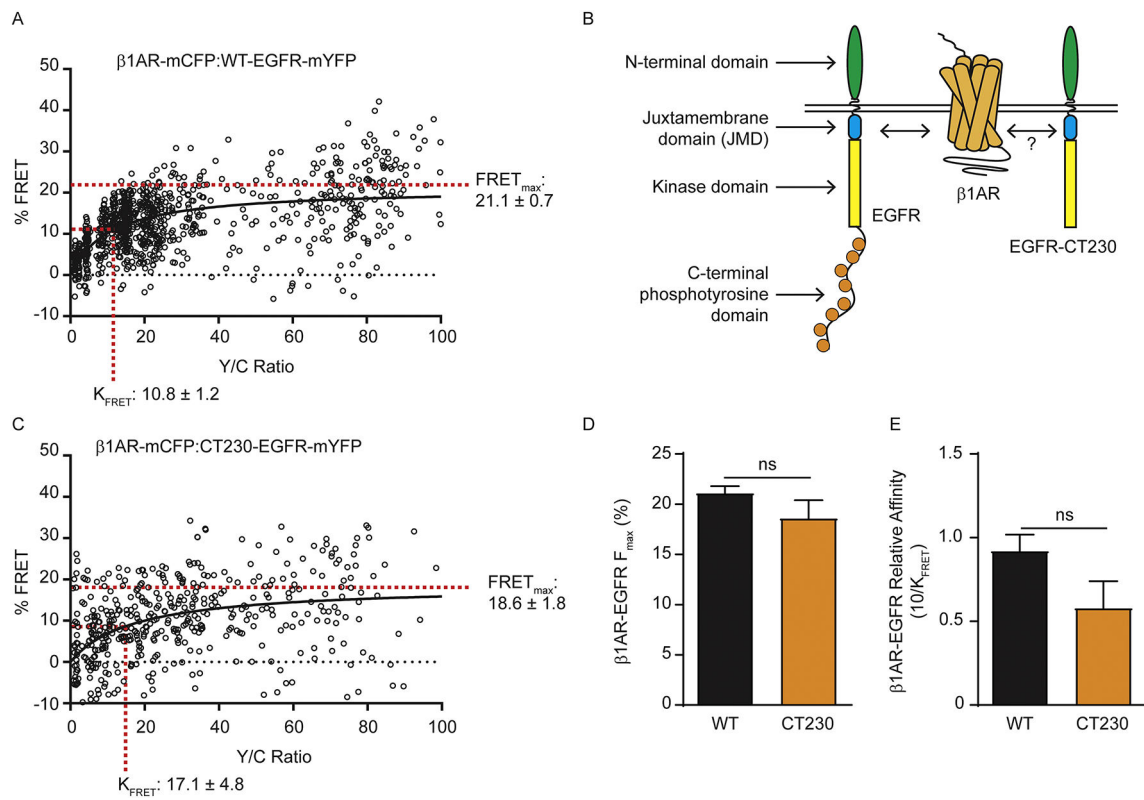 A
β1AR-mCFP:WT-EGFR-mYFP
50
40
30
20
10
0
-10
% FRET
0 20 40 60 80 100
Y/C Ratio
FRETmax:
21.1 ± 0.7
KFRET: 10.8 ± 1.2
B
N-terminal domain
Juxtamembrane
domain (JMD)
Kinase domain
C-terminal
phosphotyrosine
domain
EGFR
β1AR
?
EGFR-CT230
C
β1AR-mCFP:CT230-EGFR-mYFP
50
40
30
20
10
0
-10
% FRET
0 20 40 60 80 100
Y/C Ratio
FRETmax:
18.6 ± 1.8
KFRET: 17.1 ± 4.8
D
β1AR-EGFR Fmax (%)
25
20
15
10
5
0
ns
WT CT230
E
β1AR-EGFR Relative Affinity
(10/KFRET)
1.5
1.0
0.5
0
ns
WT CT230